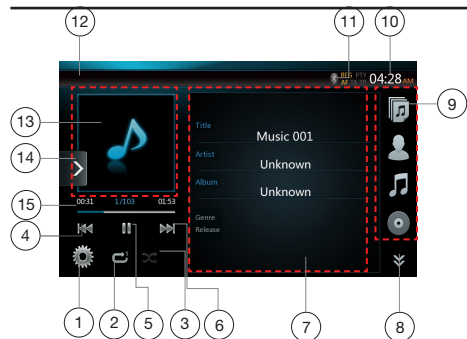 12
11
10
REG PTY
AF TA TP
04:28 AM
9
13
14
15
4
Title
Music 001
Artist
Unknown
Album
Unknown
Genre
Release
00:31 1/103 01:53
1
2
5
3
6
7
8